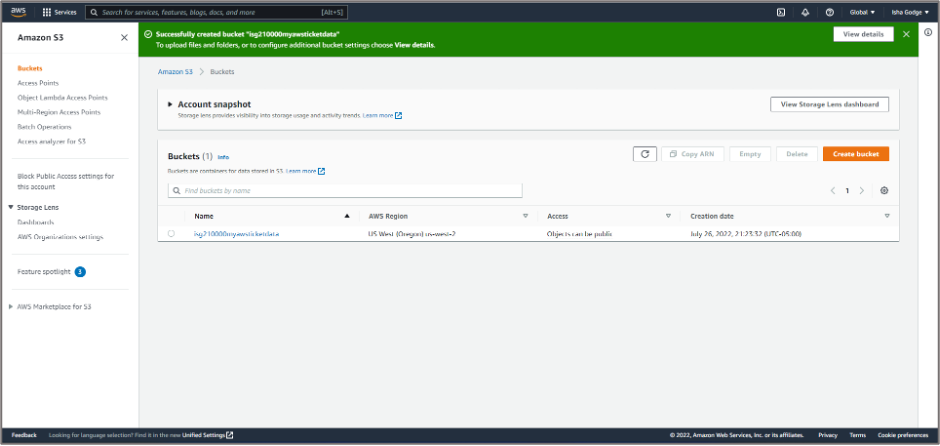 aws Services Search for services, features, blogs, docs, and more [Alt+S] Global Isha Godge
Amazon S3
Buckets
Access Points
Object Lambda Access Points
Multi-Region Access Points
Batch Operations
Access analyzer for S3
Block Public Access settings for
this account
Storage Lens
Dashboards
AWS Organizations settings
Feature spotlight 3
AWS Marketplace for S3
Successfully created bucket "isg210000myawsticketdata"
To upload files and folders, or to configure additional bucket settings choose View details.
View details
Amazon S3 > Buckets
Account snapshot
Storage lens provides visibility into storage usage and activity trends. Learn more
View Storage Lens dashboard
Buckets (1) Info
Buckets are containers for data stored in S3. Learn more
Copy ARN Empty Delete Create bucket
Find buckets by name
1
Name AWS Region Access Creation date
isg210000myawsticketdata US West (Oregon) us-west-2 Objects can be public July 26, 2022, 21:23:32 (UTC-05:00)
Feedback Looking for language selection? Find it in the new Unified Settings © 2022, Amazon Web Services, Inc. or its affiliates. Privacy Terms Cookie preferences